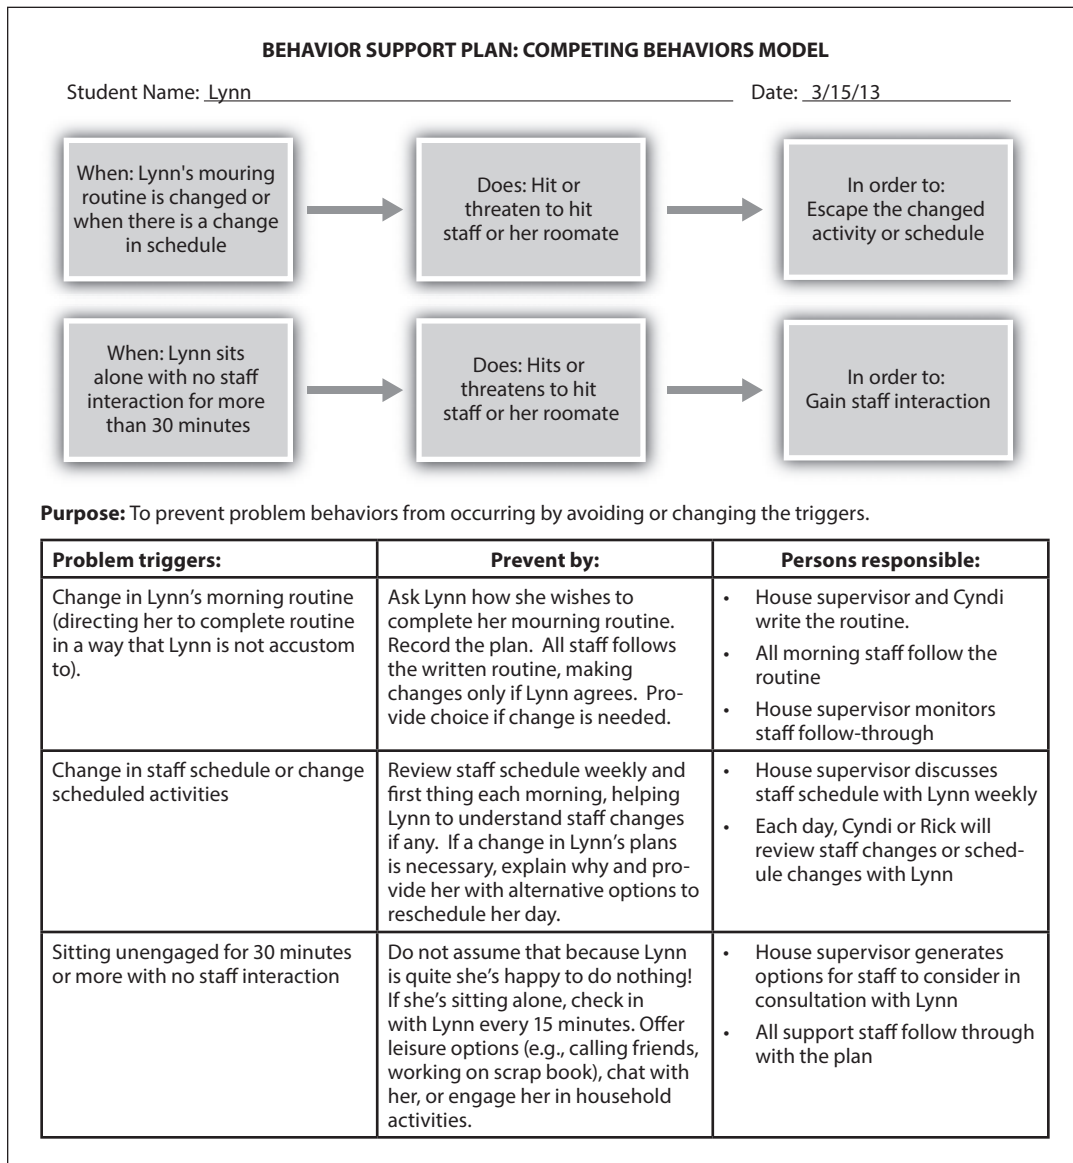 BEHAVIOR SUPPORT PLAN: COMPETING BEHAVIORS MODEL
Student Name: Lynn
Date: 3/15/13
When: Lynn's mouring
routine is changed or
when there is a change
in schedule
Does: Hit or
threaten to hit
staff or her roomate
In order to:
Escape the changed
activity or schedule
When: Lynn sits
alone with no staff
interaction for more
than 30 minutes
Does: Hits or
threatens to hit
staff or her roomate
In order to:
Gain staff interaction
Purpose: To prevent problem behaviors from occurring by avoiding or changing the triggers.
Problem triggers:
Prevent by:
Persons responsible:
Change in Lynn’s morning routine
(directing her to complete routine
in a way that Lynn is not accustom
to).
Ask Lynn how she wishes to
complete her mourning routine.
Record the plan. All staff follows
the written routine, making
changes only if Lynn agrees. Pro-
vide choice if change is needed.
• House supervisor and Cyndi
write the routine.
• All morning staff follow the
routine
• House supervisor monitors
staff follow-through
Change in staff schedule or change
scheduled activities
Review staff schedule weekly and
first thing each morning, helping
Lynn to understand staff changes
if any. If a change in Lynn’s plans
is necessary, explain why and pro-
vide her with alternative options to
reschedule her day.
• House supervisor discusses
staff schedule with Lynn weekly
• Each day, Cyndi or Rick will
review staff changes or sched-
ule changes with Lynn
Sitting unengaged for 30 minutes
or more with no staff interaction
Do not assume that because Lynn
is quite she’s happy to do nothing!
If she’s sitting alone, check in
with Lynn every 15 minutes. Offer
leisure options (e.g., calling friends,
working on scrap book), chat with
her, or engage her in household
activities.
• House supervisor generates
options for staff to consider in
consultation with Lynn
• All support staff follow through
with the plan